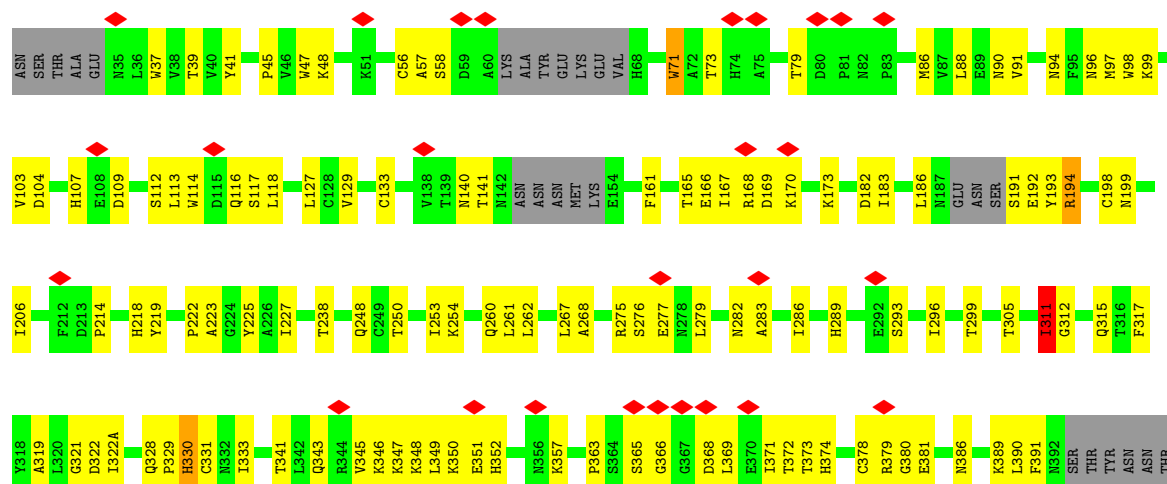 ASN SER THR ALA GLU N35 L36 W37 V38 T39 V40 Y41 P45 V46 W47 K48 K51 C56 A57 S58 D59 A60 LYS ALA TYR GLU LYS GLU VAL H68 W71 A72 T73 H74 A75 T79 D80 P81 N82 P83 M86 V87 L88 E89 N90 V91 N94 F95 N96 M97 W98 K99
V103 D104 H107 E108 D109 S112 L113 W114 D115 Q116 S117 L118 L127 C128 V129 C133 V138 T139 N140 T141 N142 ASN ASN ASN MET LYS E154 F161 T165 E166 I167 R168 D169 K170 K173 D182 I183 L186 N187 GLU ASN SER S191 E192 Y193 R194 C198 N199
I206 F212 D213 P214 H218 Y219 P222 A223 G224 Y225 A226 I227 T238 Q248 C249 T250 I253 K254 Q260 L261 L262 L267 A268 R275 S276 E277 N278 L279 N282 A283 I286 H289 E292 S293 I296 T299 T305 I311 G312 Q315 T316 F317
Y318 A319 L320 G321 D322 I322A Q328 P329 H330 C331 N332 I333 T341 L342 Q343 R344 V345 K346 K347 K348 L349 K350 E351 H352 N356 K357 P363 S364 S365 G366 G367 D368 L369 E370 I371 T372 T373 H374 C378 R379 G380 E381 N386 K389 L390 F391 N392 SER THR TYR ASN ASN THR